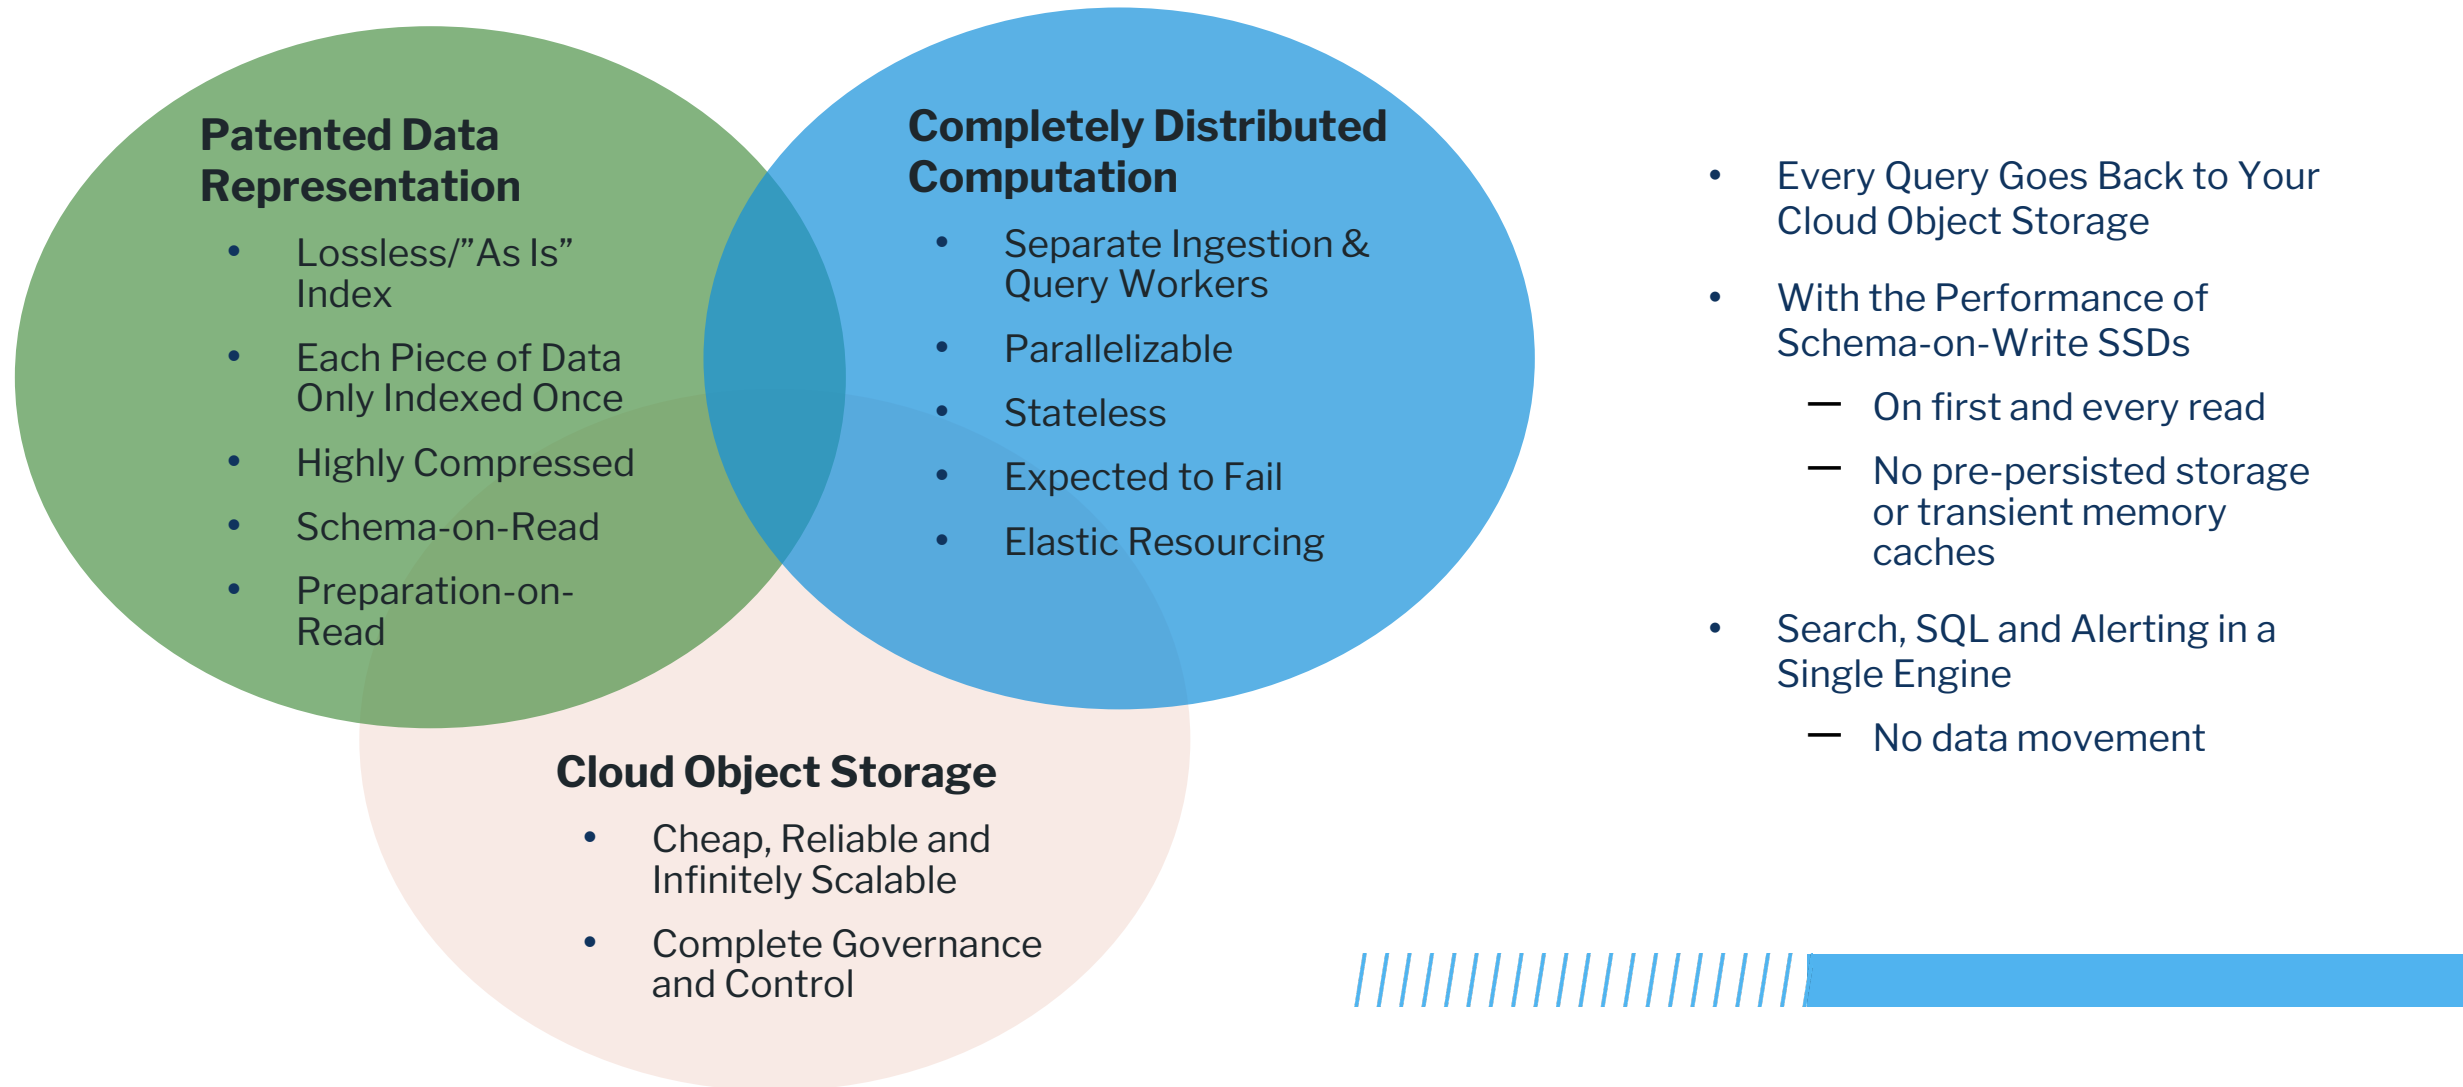 Patented Data
Representation
• Lossless/”As Is”
Index
• Each Piece of Data
Only Indexed Once
• Highly Compressed
• Schema-on-Read
• Preparation-on-
Read
Completely Distributed
Computation
• Separate Ingestion &
Query Workers
• Parallelizable
• Stateless
• Expected to Fail
• Elastic Resourcing
Cloud Object Storage
• Cheap, Reliable and
Infinitely Scalable
• Complete Governance
and Control
• Every Query Goes Back to Your
Cloud Object Storage
• With the Performance of
Schema-on-Write SSDs
— On first and every read
— No pre-persisted storage
or transient memory
caches
• Search, SQL and Alerting in a
Single Engine
— No data movement